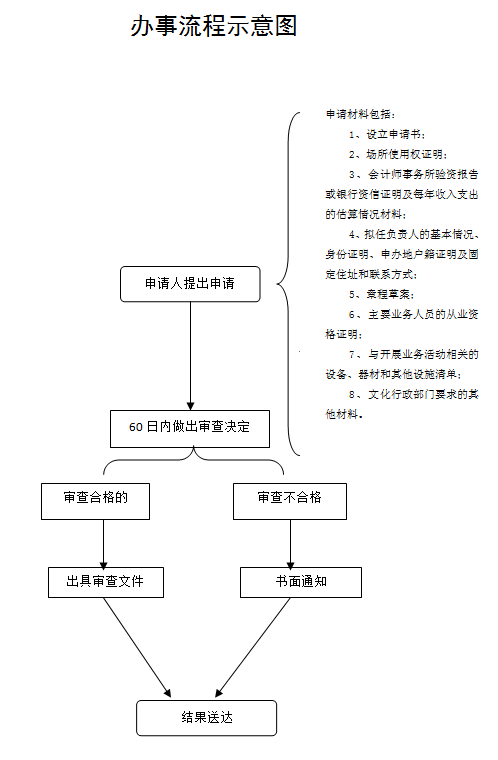 办事流程示意图
申请材料包括：
1、设立申请书；
2、场所使用权证明；
3、会计师事务所验资报告
或银行资信证明及每年收入支出
的估算情况材料；
4、拟任负责人的基本情况、
身份证明、申办地户籍证明及固
定住址和联系方式；
5、章程草案；
6、主要业务人员的从业资
格证明；
7、与开展业务活动相关的
设备、器材和其他设施清单；
8、文化行政部门要求的其
他材料。
申请人提出申请
60 日内做出审查决定
审查合格的
审查不合格
出具审查文件
书面通知
结果送达